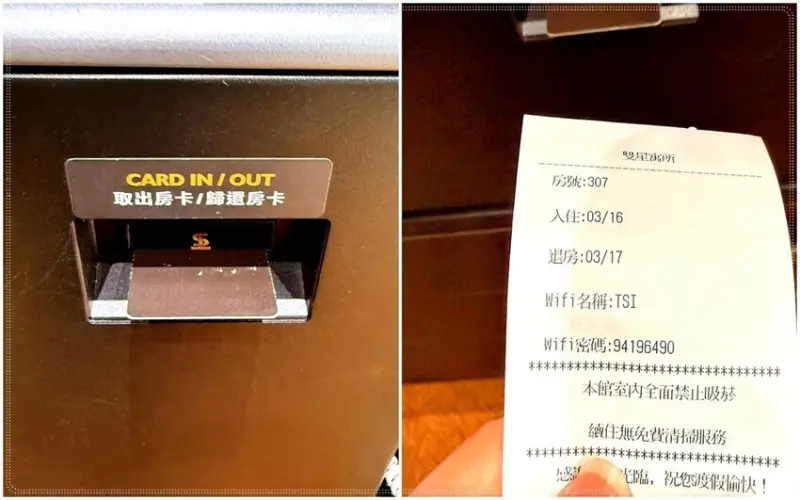 CARD IN / OUT
取出房卡/歸還房卡
房號:307
入住:03/16
退房:03/17
Wifi名稱:TSI
Wifi密碼:94196490
************************************
本館室內全面禁止吸菸
續住無免費清掃服務
************************************
感 光臨，祝您渡假愉快！